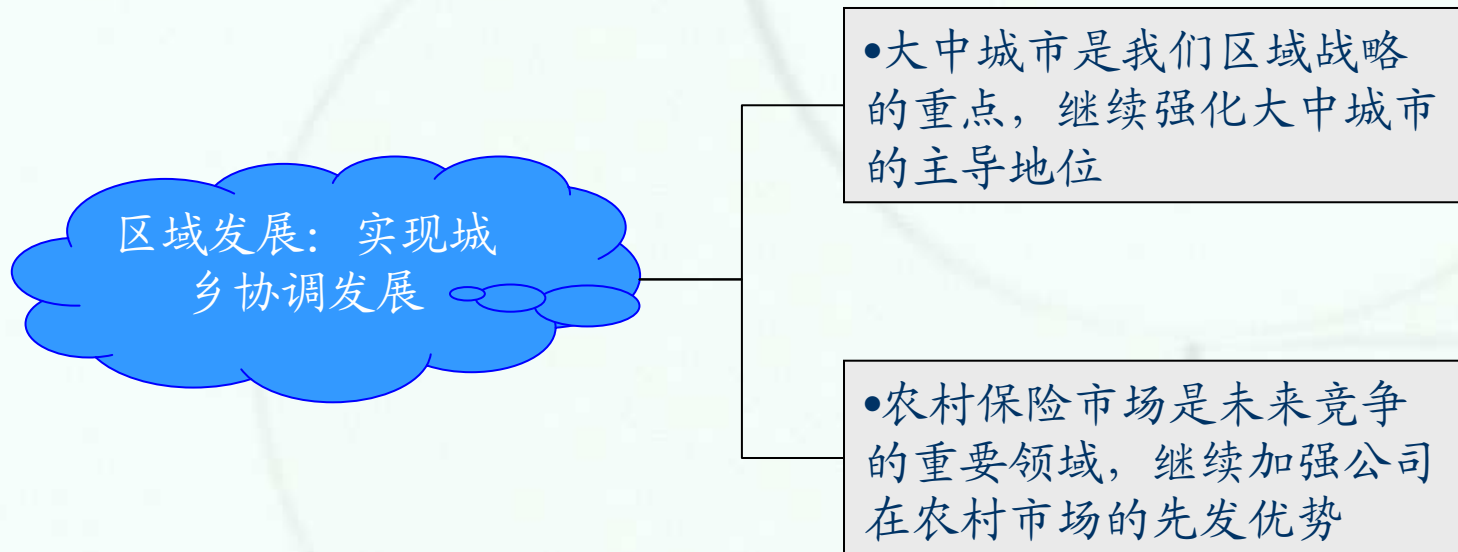 区域发展：实现城
乡协调发展
•大中城市是我们区域战略
的重点，继续强化大中城市
的主导地位
•农村保险市场是未来竞争
的重要领域，继续加强公司
在农村市场的先发优势